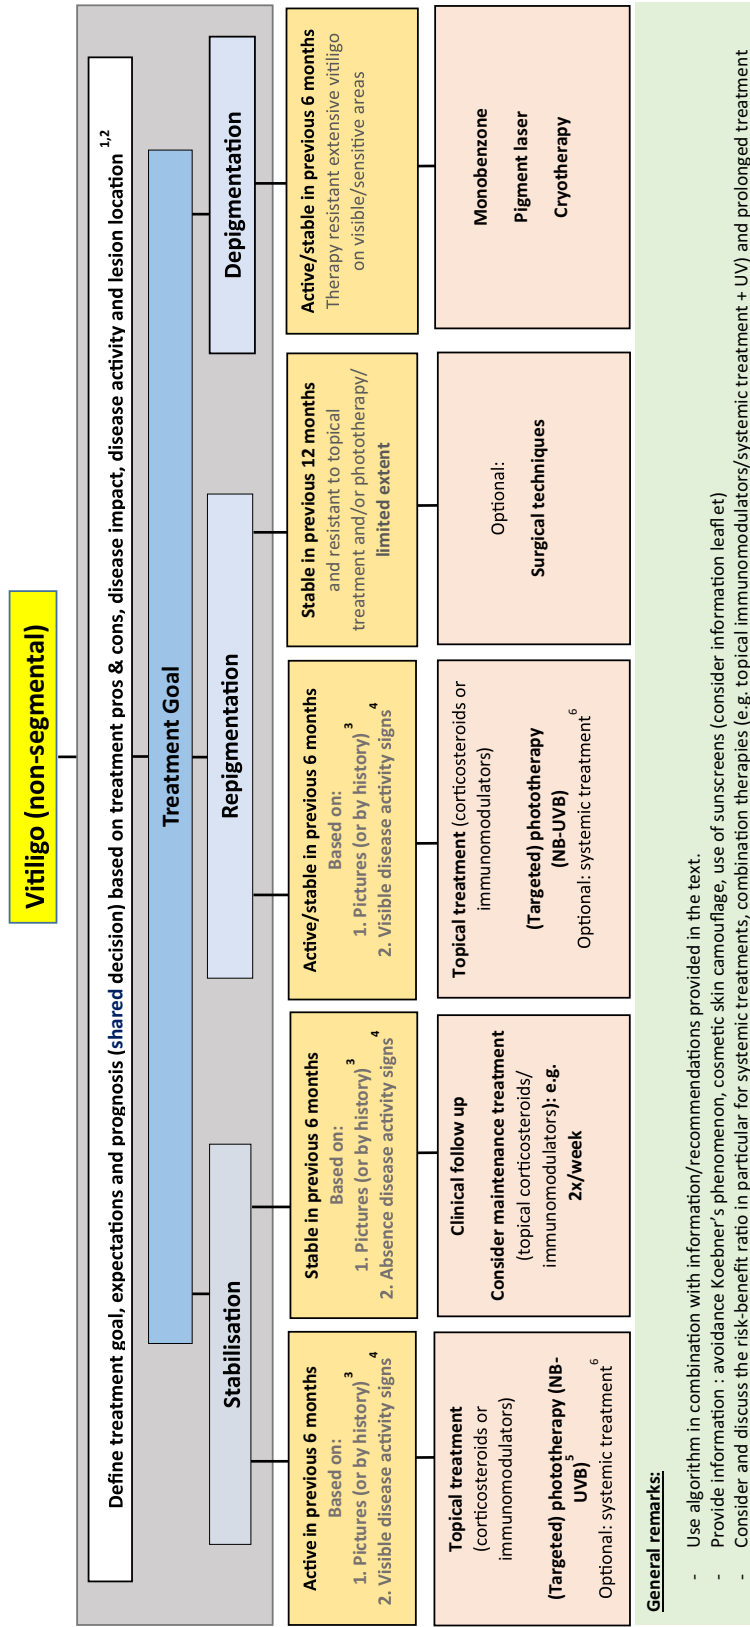 Vitiligo (non-segmental)
Define treatment goal, expectations and prognosis (shared decision) based on treatment pros & cons, disease impact, disease activity and lesion location 1,2
Treatment Goal
Stabilisation
Repigmentation
Depigmentation
Active in previous 6 months
Based on:
1. Pictures (or by history) 3
2. Visible disease activity signs 4
Stable in previous 6 months
Based on:
1. Pictures (or by history) 3
2. Absence disease activity signs 4
Active/stable in previous 6 months
Based on:
1. Pictures (or by history) 3
2. Visible disease activity signs 4
Stable in previous 12 months
and resistant to topical
treatment and/or phototherapy/
limited extent
Active/stable in previous 6 months
Therapy resistant extensive vitiligo
on visible/sensitive areas
Topical treatment
(corticosteroids or
immunomodulators)
(Targeted) phototherapy (NB-
UVB) 5
Optional: systemic treatment 6
Clinical follow up
Consider maintenance treatment
(topical corticosteroids/
immunomodulators): e.g.
2x/week
Topical treatment (corticosteroids or
immunomodulators)
(Targeted) phototherapy
(NB-UVB)
Optional: systemic treatment 6
Optional:
Surgical techniques
Monobenzone
Pigment laser
Cryotherapy
General remarks:
- Use algorithm in combination with information/recommendations provided in the text.
- Provide information : avoidance Koebner's phenomenon, cosmetic skin camouflage, use of sunscreens (consider information leaflet)
- Consider and discuss the risk-benefit ratio in particular for systemic treatments, combination therapies (e.g. topical immunomodulators/systemic treatment + UV) and prolonged treatment